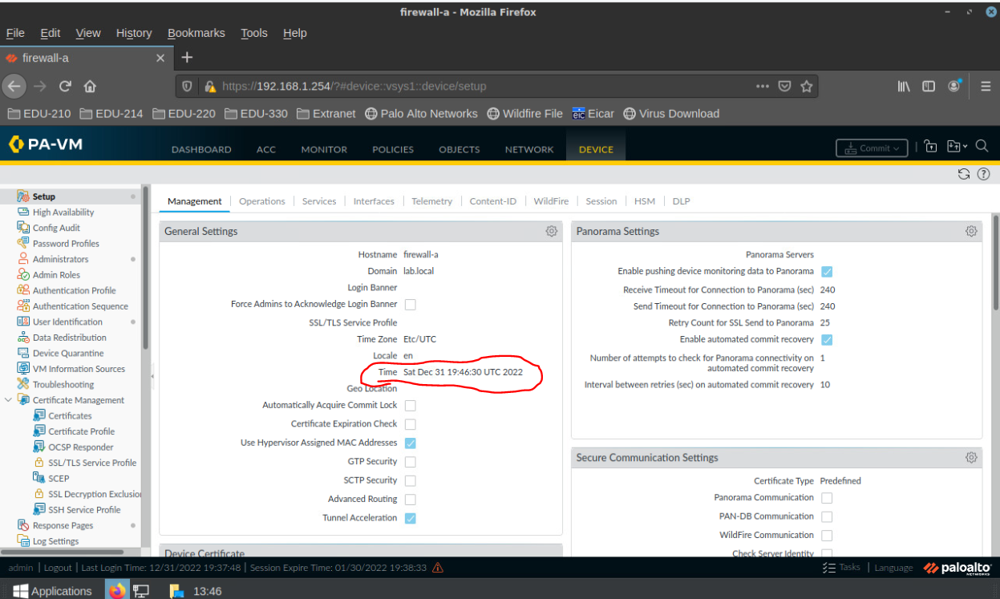 firewall-a - Mozilla Firefox
File Edit View History Bookmarks Tools Help
firewall-a
https://192.168.1.254/?#device::vsys1::device/setup
EDU-210 EDU-214 EDU-220 EDU-330 Extranet Palo Alto Networks Wildfire File eic Eicar Virus Download
PA-VM DASHBOARD ACC MONITOR POLICIES OBJECTS NETWORK DEVICE Commit
Setup
High Availability
Config Audit
Password Profiles
Administrators
Admin Roles
Authentication Profile
Authentication Sequence
User Identification
Data Redistribution
Device Quarantine
VM Information Sources
Troubleshooting
Certificate Management
Certificates
Certificate Profile
OCSP Responder
SSL/TLS Service Profile
SCEP
SSL Decryption Exclusion
SSH Service Profile
Response Pages
Log Settings
Management Operations Services Interfaces Telemetry Content-ID WildFire Session HSM DLP
General Settings
Hostname firewall-a
Domain lab.local
Login Banner
Force Admins to Acknowledge Login Banner
SSL/TLS Service Profile
Time Zone Etc/UTC
Locale en
Time Sat Dec 31 19:46:30 UTC 2022
Geo Location
Automatically Acquire Commit Lock
Certificate Expiration Check
Use Hypervisor Assigned MAC Addresses
GTP Security
SCTP Security
Advanced Routing
Tunnel Acceleration
Device Certificate
Panorama Settings
Panorama Servers
Enable pushing device monitoring data to Panorama
Receive Timeout for Connection to Panorama (sec) 240
Send Timeout for Connection to Panorama (sec) 240
Retry Count for SSL Send to Panorama 25
Enable automated commit recovery
Number of attempts to check for Panorama connectivity on 1
automated commit recovery
Interval between retries (sec) on automated commit recovery 10
Secure Communication Settings
Certificate Type Predefined
Panorama Communication
PAN-DB Communication
WildFire Communication
Check Server Identity
admin | Logout | Last Login Time: 12/31/2022 19:37:48 | Session Expire Time: 01/30/2022 19:38:33 Tasks | Language paloalto NETWORKS
Applications 13:46